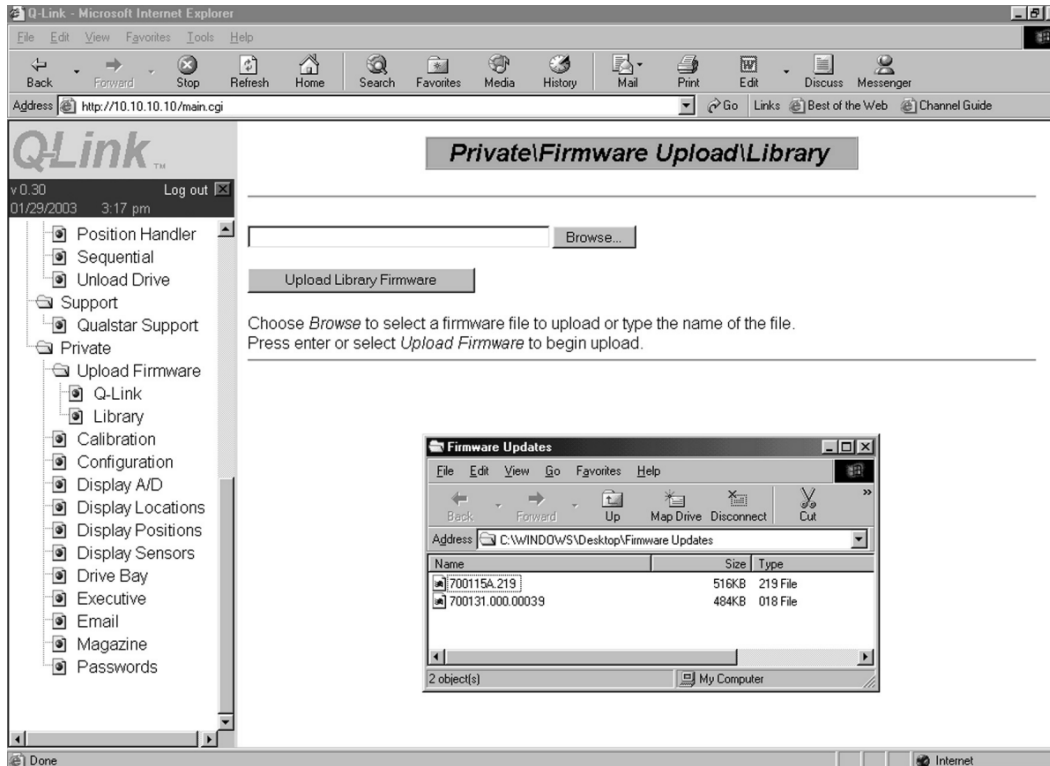 Q-Link - Microsoft Internet Explorer
File Edit View Favorites Tools Help
Back Forward Stop Refresh Home Search Favorites Media History Mail Print Edit Discuss Messenger
Address http://10.10.10.10/main.cgi Go Links Best of the Web Channel Guide
Q-Link TM
v 0.30 Log out
01/29/2003 3:17 pm
Position Handler
Sequential
Unload Drive
Support
Qualstar Support
Private
Upload Firmware
Q-Link
Library
Calibration
Configuration
Display A/D
Display Locations
Display Positions
Display Sensors
Drive Bay
Executive
Email
Magazine
Passwords
Private\Firmware Upload\Library
Browse...
Upload Library Firmware
Choose Browse to select a firmware file to upload or type the name of the file.
Press enter or select Upload Firmware to begin upload.
Firmware Updates
File Edit View Go Favorites Help
Back Forward Up Map Drive Disconnect Cut »
Address C:\WINDOWS\Desktop\Firmware Updates
Name Size Type
700115A.219 516KB 219 File
700131.000.00039 484KB 018 File
2 object(s) My Computer
Done Internet